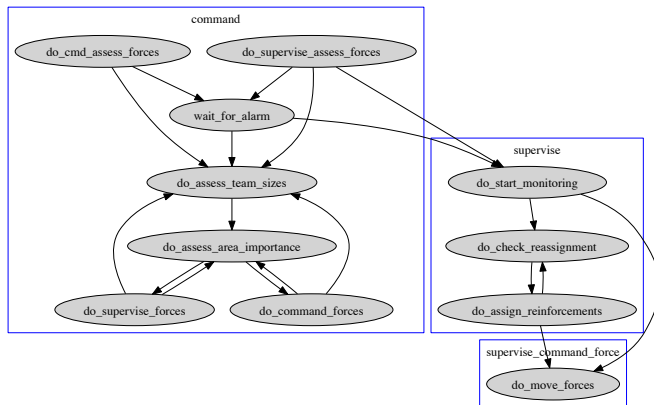 command
do_cmd_assess_forces
do_supervise_assess_forces
wait_for_alarm
supervise
do_assess_team_sizes
do_start_monitoring
do_assess_area_importance
do_check_reassignment
do_supervise_forces
do_command_forces
do_assign_reinforcements
supervise_command_force
do_move_forces